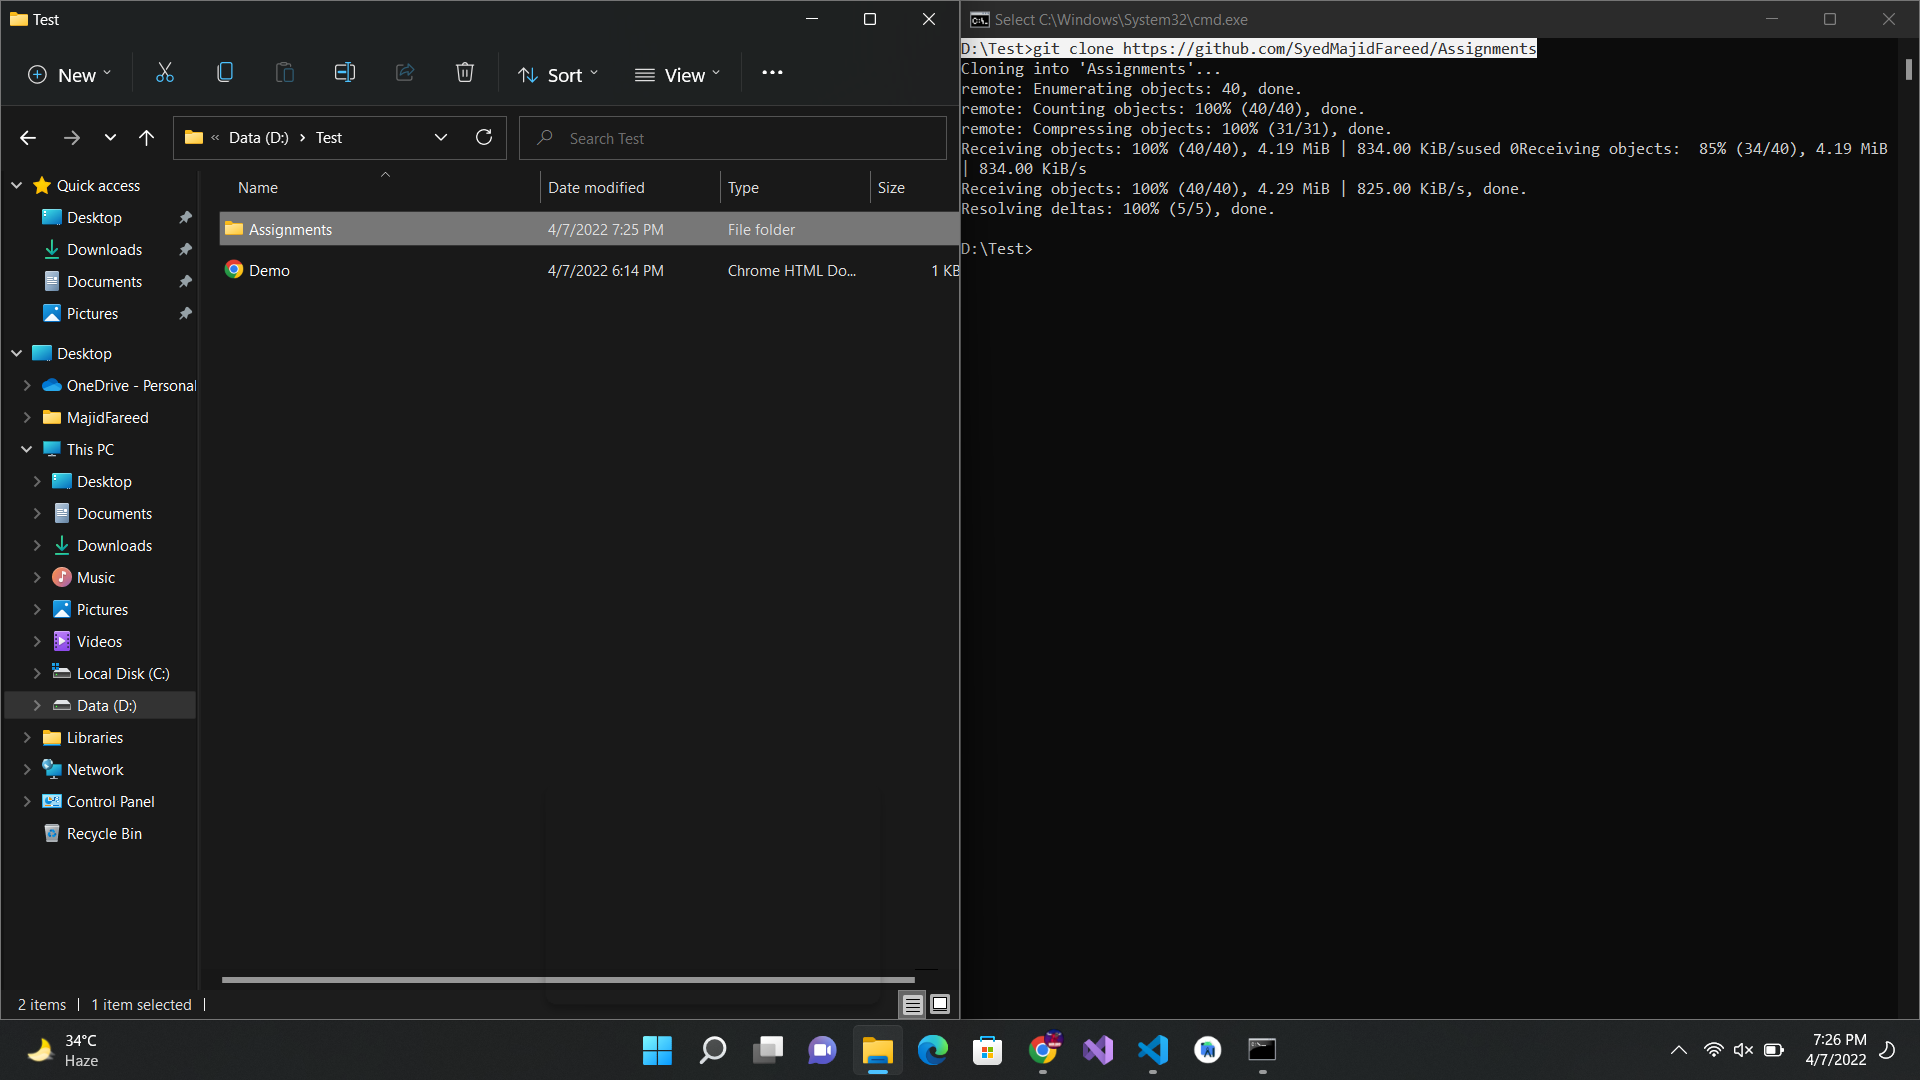 Test
New
Sort
View
Data (D:)
Test
Search Test
Name
Date modified
Type
Size
Assignments
4/7/2022 7:25 PM
File folder
Demo
4/7/2022 6:14 PM
Chrome HTML Do...
1 KB
Quick access
Desktop
Downloads
Documents
Pictures
Desktop
OneDrive - Personal
MajidFareed
This PC
Desktop
Documents
Downloads
Music
Pictures
Videos
Local Disk (C:)
Data (D:)
Libraries
Network
Control Panel
Recycle Bin
2 items
1 item selected
Select C:\Windows\System32\cmd.exe
D:\Test>git clone https://github.com/SyedMajidFareed/Assignments
Cloning into 'Assignments'...
remote: Enumerating objects: 40, done.
remote: Counting objects: 100% (40/40), done.
remote: Compressing objects: 100% (31/31), done.
Receiving objects: 100% (40/40), 4.19 MiB | 834.00 KiB/sused 0Receiving objects:  85% (34/40), 4.19 MiB
| 834.00 KiB/s
Receiving objects: 100% (40/40), 4.29 MiB | 825.00 KiB/s, done.
Resolving deltas: 100% (5/5), done.
D:\Test>
34°C
Haze
7:26 PM
4/7/2022